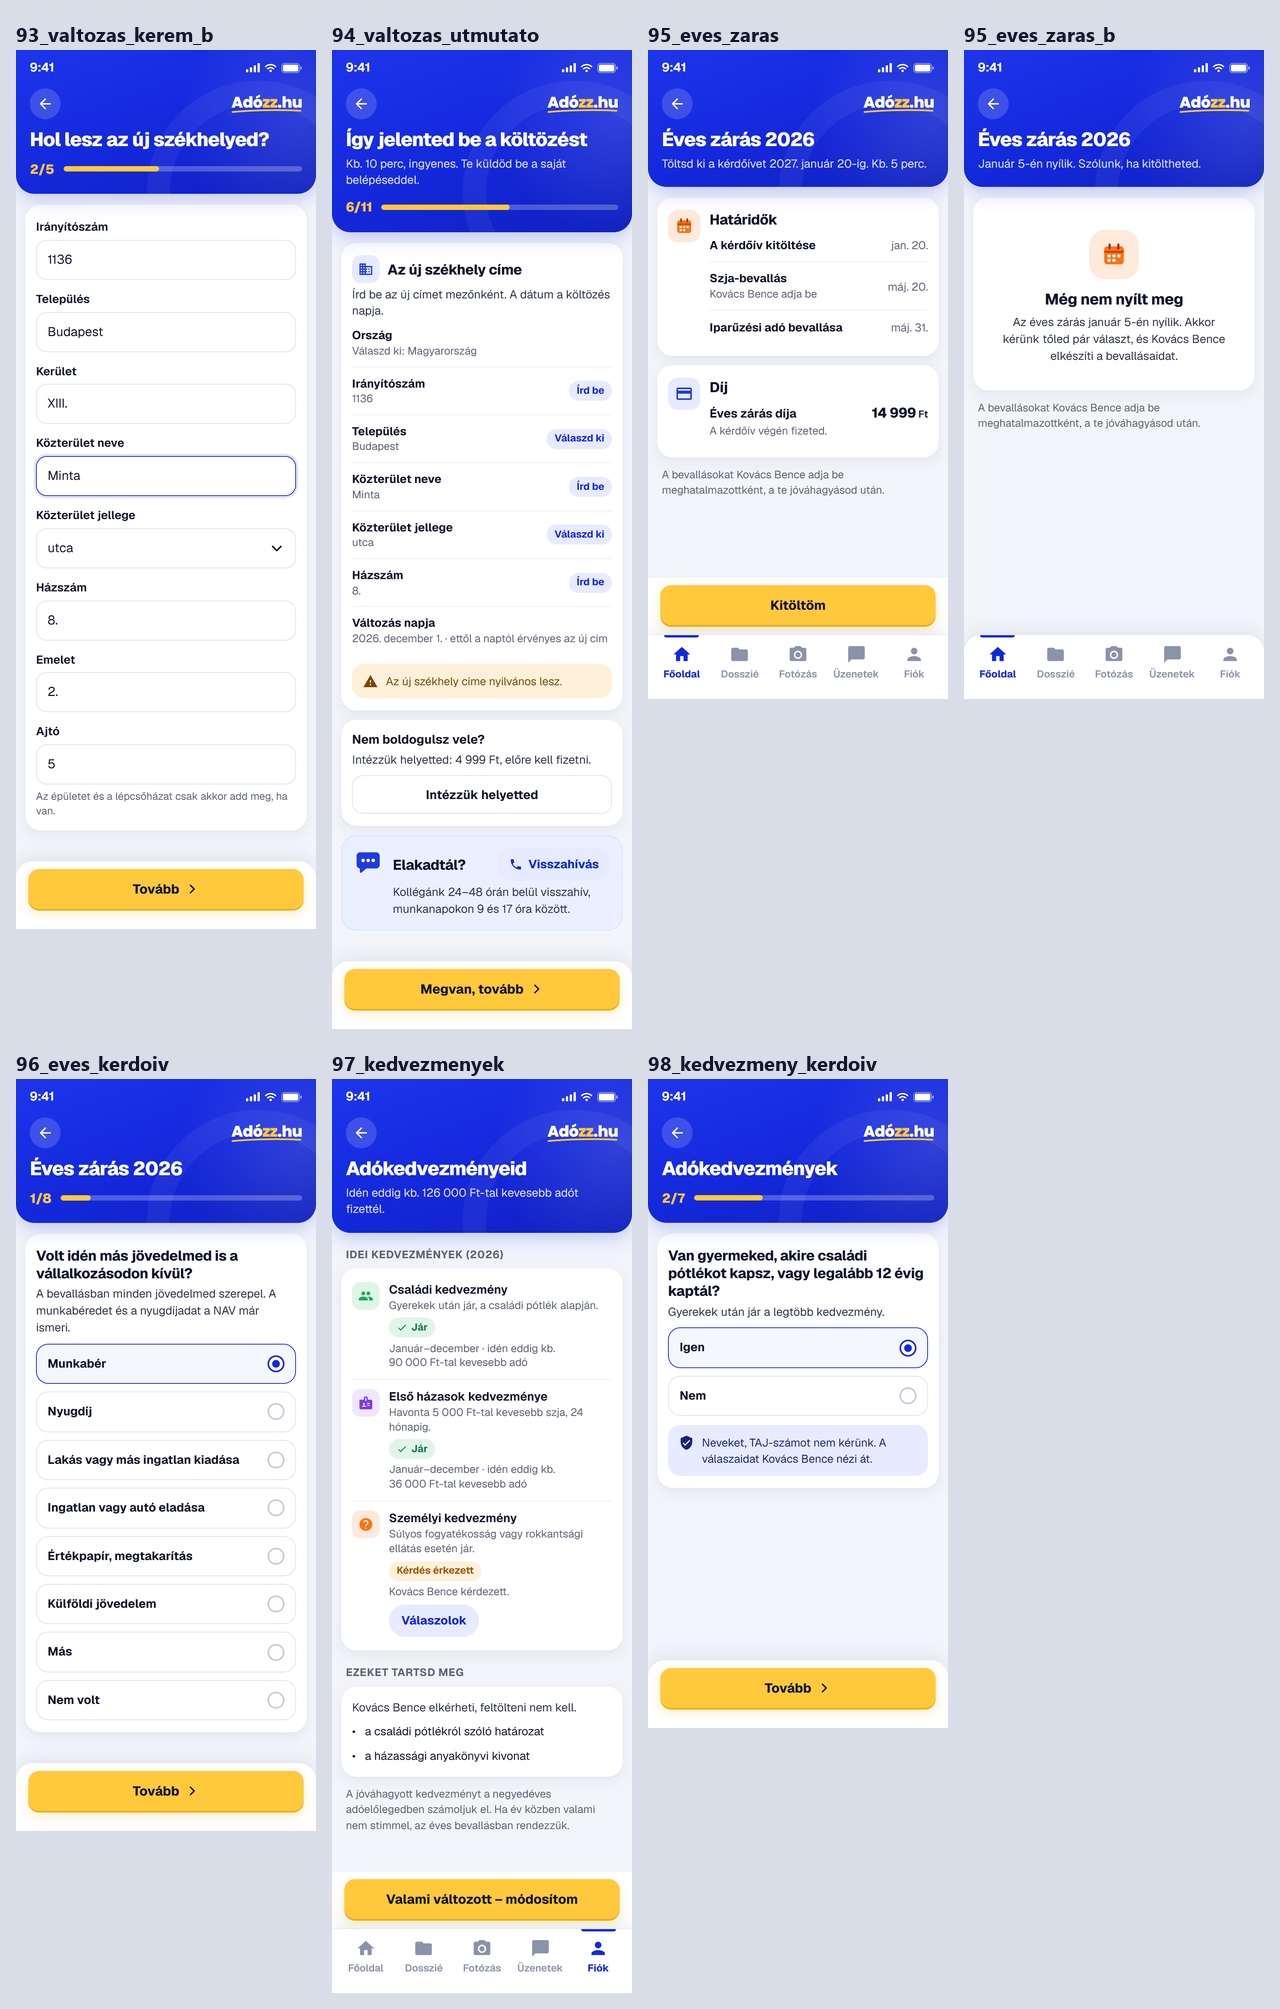 93_valtozas_kerem_b
9:41
Adózz.hu
Hol lesz az új székhelyed?
2/5
Irányítószám
1136
Település
Budapest
Kerület
XIII.
Közterület neve
Minta
Közterület jellege
utca
Házszám
8.
Emelet
2.
Ajtó
5
Az épületet és a lépcsőházat csak akkor add meg, ha
van.
Tovább
94_valtozas_utmutato
9:41
Adózz.hu
Így jelented be a költözést
Kb. 10 perc, ingyenes. Te küldöd be a saját
belépéseddel.
6/11
Az új székhely címe
Írd be az új címet mezőnként. A dátum a költözés
napja.
Ország
Válaszd ki: Magyarország
Irányítószám
1136
Írd be
Település
Budapest
Válaszd ki
Közterület neve
Minta
Írd be
Közterület jellege
utca
Válaszd ki
Házszám
8.
Írd be
Változás napja
2026. december 1. · ettől a naptól érvényes az új cím
Az új székhely címe nyilvános lesz.
Nem boldogulsz vele?
Intézzük helyetted: 4 999 Ft, előre kell fizetni.
Intézzük helyetted
Elakadtál?
Visszahívás
Kollégánk 24–48 órán belül visszahív,
munkanapokon 9 és 17 óra között.
Megvan, tovább
95_eves_zaras
9:41
Adózz.hu
Éves zárás 2026
Töltsd ki a kérdőívet 2027. január 20-ig. Kb. 5 perc.
Határidők
A kérdőív kitöltése
jan. 20.
Szja-bevallás
Kovács Bence adja be
máj. 20.
Iparűzési adó bevallása
máj. 31.
Díj
Éves zárás díja
14 999 Ft
A kérdőív végén fizeted.
A bevallásokat Kovács Bence adja be
meghatalmazottként, a te jóváhagyásod után.
Kitöltöm
Főoldal
Dosszié
Fotózás
Üzenetek
Fiók
95_eves_zaras_b
9:41
Adózz.hu
Éves zárás 2026
Január 5-én nyílik. Szólunk, ha kitöltheted.
Még nem nyílt meg
Az éves zárás január 5-én nyílik. Akkor
kérünk tőled pár választ, és Kovács Bence
elkészíti a bevallásaidat.
A bevallásokat Kovács Bence adja be
meghatalmazottként, a te jóváhagyásod után.
Főoldal
Dosszié
Fotózás
Üzenetek
Fiók
96_eves_kerdoiv
9:41
Adózz.hu
Éves zárás 2026
1/8
Volt idén más jövedelmed is a
vállalkozásodon kívül?
A bevallásban minden jövedelmed szerepel. A
munkabéredet és a nyugdíjadat a NAV már
ismeri.
Munkabér
Nyugdíj
Lakás vagy más ingatlan kiadása
Ingatlan vagy autó eladása
Értékpapír, megtakarítás
Külföldi jövedelem
Más
Nem volt
Tovább
97_kedvezmenyek
9:41
Adózz.hu
Adókedvezményeid
Idén eddig kb. 126 000 Ft-tal kevesebb adót
fizettél.
IDEI KEDVEZMÉNYEK (2026)
Családi kedvezmény
Gyerekek után jár, a családi pótlék alapján.
Jár
Január–december · idén eddig kb.
90 000 Ft-tal kevesebb adó
Első házasok kedvezménye
Havonta 5 000 Ft-tal kevesebb szja, 24
hónapig.
Jár
Január–december · idén eddig kb.
36 000 Ft-tal kevesebb adó
Személyi kedvezmény
Súlyos fogyatékosság vagy rokkantsági
ellátás esetén jár.
Kérdés érkezett
Kovács Bence kérdezett.
Válaszolok
EZEKET TARTSD MEG
Kovács Bence elkérheti, feltölteni nem kell.
• a családi pótlékról szóló határozat
• a házassági anyakönyvi kivonat
A jóváhagyott kedvezményt a negyedéves
adóelőlegedben számoljuk el. Ha év közben valami
nem stimmel, az éves bevallásban rendezzük.
Valami változott – módosítom
Főoldal
Dosszié
Fotózás
Üzenetek
Fiók
98_kedvezmeny_kerdoiv
9:41
Adózz.hu
Adókedvezmények
2/7
Van gyermeked, akire családi
pótlékot kapsz, vagy legalább 12 évig
kaptál?
Gyerekek után jár a legtöbb kedvezmény.
Igen
Nem
Neveket, TAJ-számot nem kérünk. A
válaszaidat Kovács Bence nézi át.
Tovább